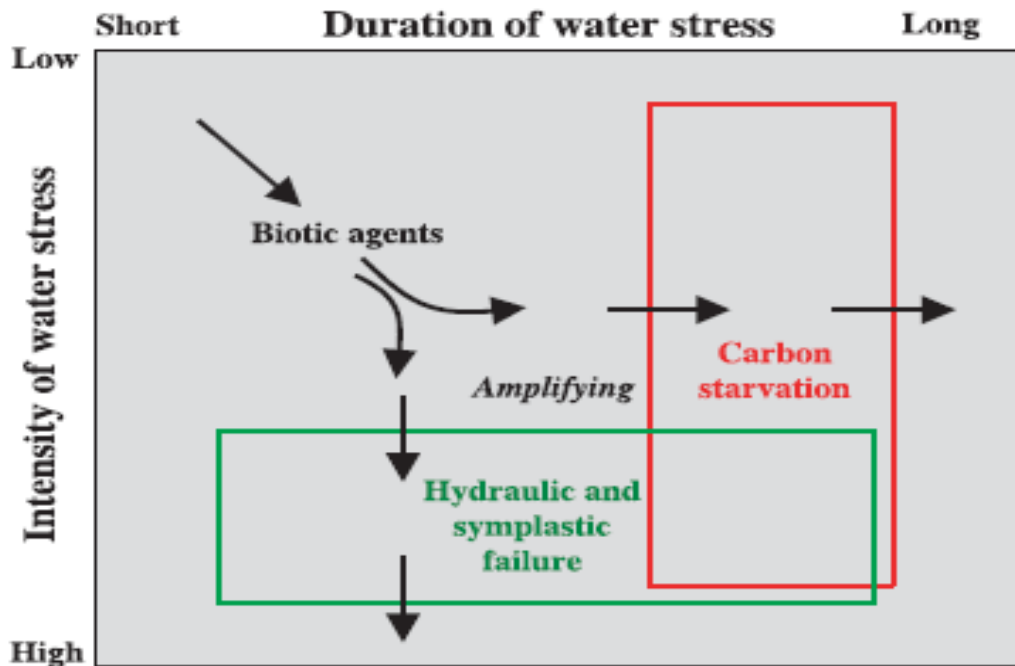 Short Duration of water stress Long
Low
Intensity of water stress
Biotic agents
Carbon
starvation
Amplifying
Hydraulic and
symplastic
failure
High